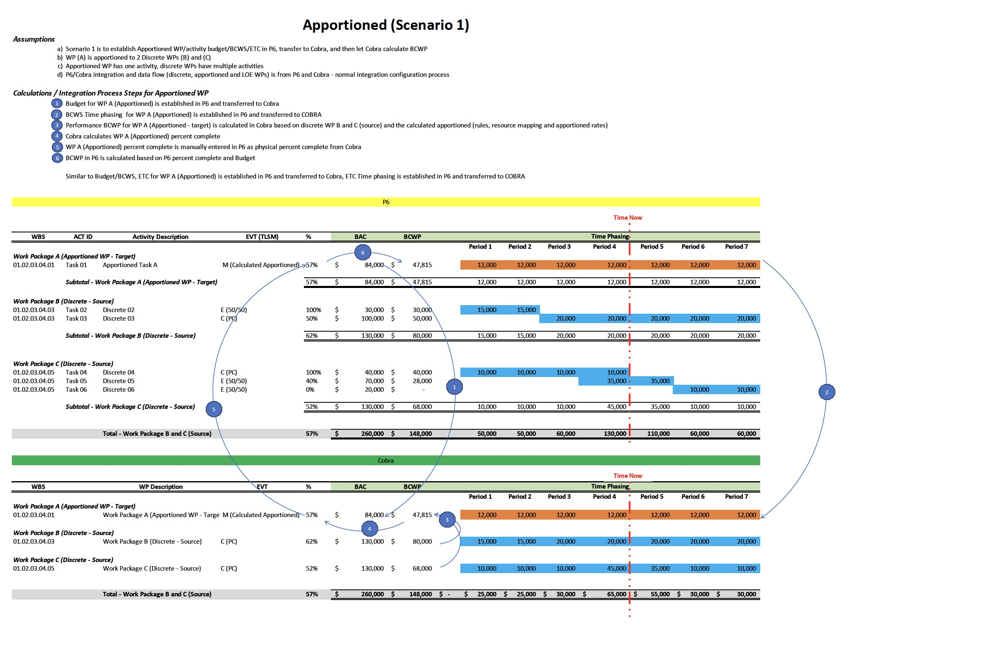 Apportioned (Scenario 1)
Assumptions
a) Scenario 1 is to establish Apportioned WP/activity budget/BCWS/ETC in P6, transfer to Cobra, and then let Cobra calculate BCWP
b) WP (A) is apportioned to 2 Discrete WPs (B) and (C)
c) Apportioned WP has one activity, discrete WPs have multiple activities
d) P6/Cobra integration and data flow (discrete, apportioned and LOE WPs) is from P6 and Cobra - normal integration configuration process
Calculations / Integration Process Steps for Apportioned WP
1 Budget for WP A (Apportioned) is established in P6 and transferred to Cobra
2 BCWS Time phasing for WP A (Apportioned) is established in P6 and transferred to COBRA
3 Performance BCWP for WP A (Apportioned - target) is calculated in Cobra based on discrete WP B and C (source) and the calculated apportioned (rules, resource mapping and apportioned rates)
4 Cobra calculates WP A (Apportioned) percent complete
5 WP A (Apportioned) percent complete is manually entered in P6 as physical percent complete from Cobra
6 BCWP in P6 is calculated based on P6 percent complete and Budget
Similar to Budget/BCWS, ETC for WP A (Apportioned) is established in P6 and transferred to Cobra, ETC Time phasing is established in P6 and transferred to COBRA
P6
Time Now
WBS ACT ID Activity Description EVT (TLSM) % BAC BCWP Time Phasing
Period 1 Period 2 Period 3 Period 4 Period 5 Period 6 Period 7
6
Work Package A (Apportioned WP - Target)
01.02.03.04.01 Task 01 Apportioned Task A M (Calculated Apportioned) 57% $ 84,000 $ 47,815 12,000 12,000 12,000 12,000 12,000 12,000 12,000
Subtotal - Work Package A (Apportioned WP - Target) 57% $ 84,000 $ 47,815 12,000 12,000 12,000 12,000 12,000 12,000 12,000
Work Package B (Discrete - Source)
01.02.03.04.03 Task 02 Discrete 02 E (50/50) 100% $ 30,000 $ 30,000 15,000 15,000
01.02.03.04.03 Task 03 Discrete 03 C (PC) 50% $ 100,000 $ 50,000 20,000 20,000 20,000 20,000 20,000
Subtotal - Work Package B (Discrete - Source) 62% $ 130,000 $ 80,000 15,000 15,000 20,000 20,000 20,000 20,000 20,000
Work Package C (Discrete - Source)
01.02.03.04.05 Task 04 Discrete 04 C (PC) 100% $ 40,000 $ 40,000 10,000 10,000 10,000 10,000
01.02.03.04.05 Task 05 Discrete 05 E (50/50) 40% $ 70,000 $ 28,000 35,000 35,000
1
01.02.03.04.05 Task 06 Discrete 06 E (50/50) 0% $ 20,000 $ - 10,000 10,000
2
Subtotal - Work Package C (Discrete - Source) 52% $ 130,000 $ 68,000 10,000 10,000 10,000 45,000 35,000 10,000 10,000
5
Total - Work Package B and C (Source) 57% $ 260,000 $ 148,000 50,000 50,000 60,000 130,000 110,000 60,000 60,000
Cobra
Time Now
WBS WP Description EVT % BAC BCWP Time Phasing
Period 1 Period 2 Period 3 Period 4 Period 5 Period 6 Period 7
Work Package A (Apportioned WP - Target)
01.02.03.04.01 Work Package A (Apportioned WP - Targe M (Calculated Apportioned) 57% $ 84,000 $ 47,815 12,000 12,000 12,000 12,000 12,000 12,000 12,000
3
4
Work Package B (Discrete - Source)
01.02.03.04.03 Work Package B (Discrete - Source) C (PC) 62% $ 130,000 $ 80,000 15,000 15,000 20,000 20,000 20,000 20,000 20,000
Work Package C (Discrete - Source)
01.02.03.04.05 Work Package C (Discrete - Source) C (PC) 52% $ 130,000 $ 68,000 10,000 10,000 10,000 45,000 35,000 10,000 10,000
Total - Work Package B and C (Source) 57% $ 260,000 $ 148,000 $ - $ 25,000 $ 25,000 $ 30,000 $ 65,000 $ 55,000 $ 30,000 $ 30,000